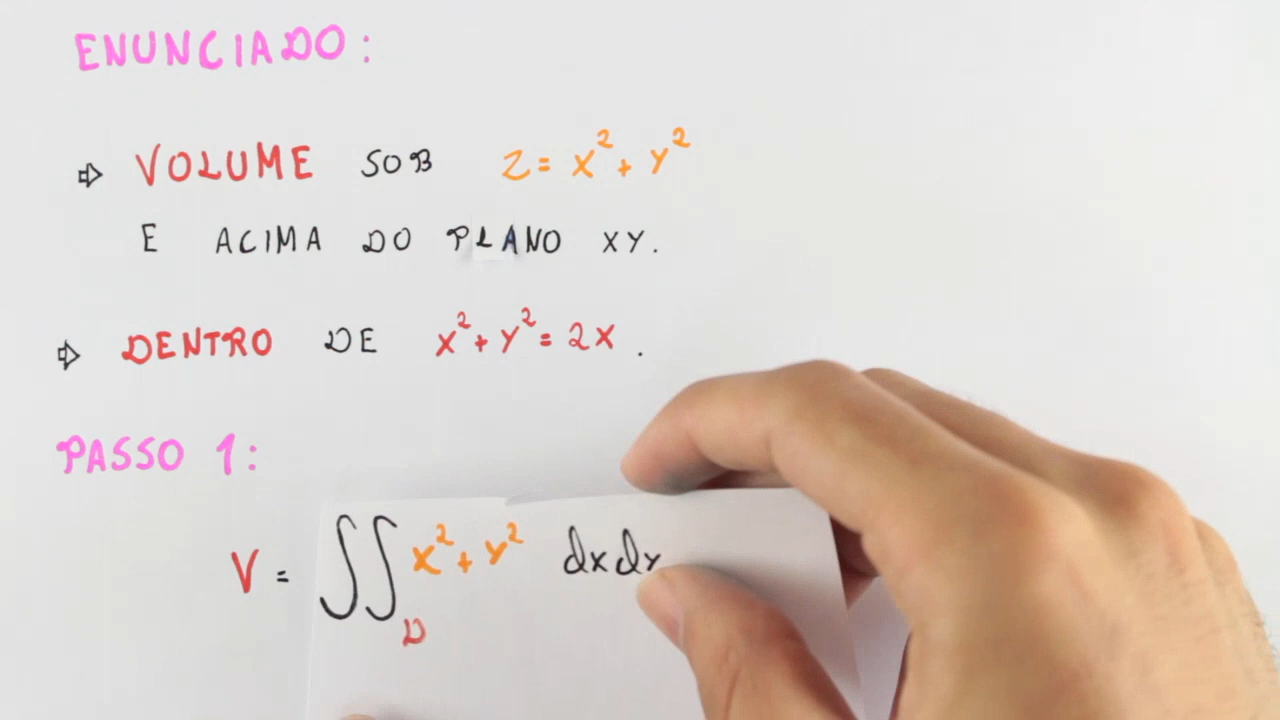 ENUNCIADO:
⇨ VOLUME SOB z = x² + y²
E ACIMA DO PLANO XY.
⇨ DENTRO DE x² + y² = 2x .
PASSO 1:
V = ∬_D x² + y² dxdy